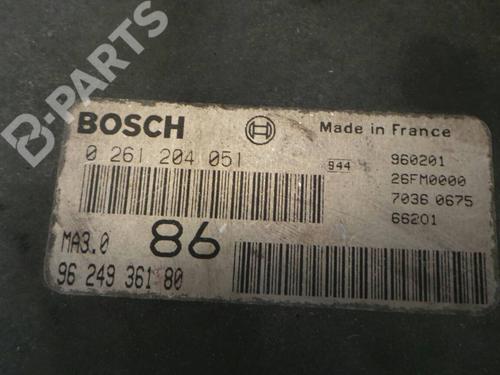 B-PARTS
BOSCH
Made in France
0 261 204 051
944
960201
26FM0000
7036 0675
66201
MA3.0
86
96 249 361 80